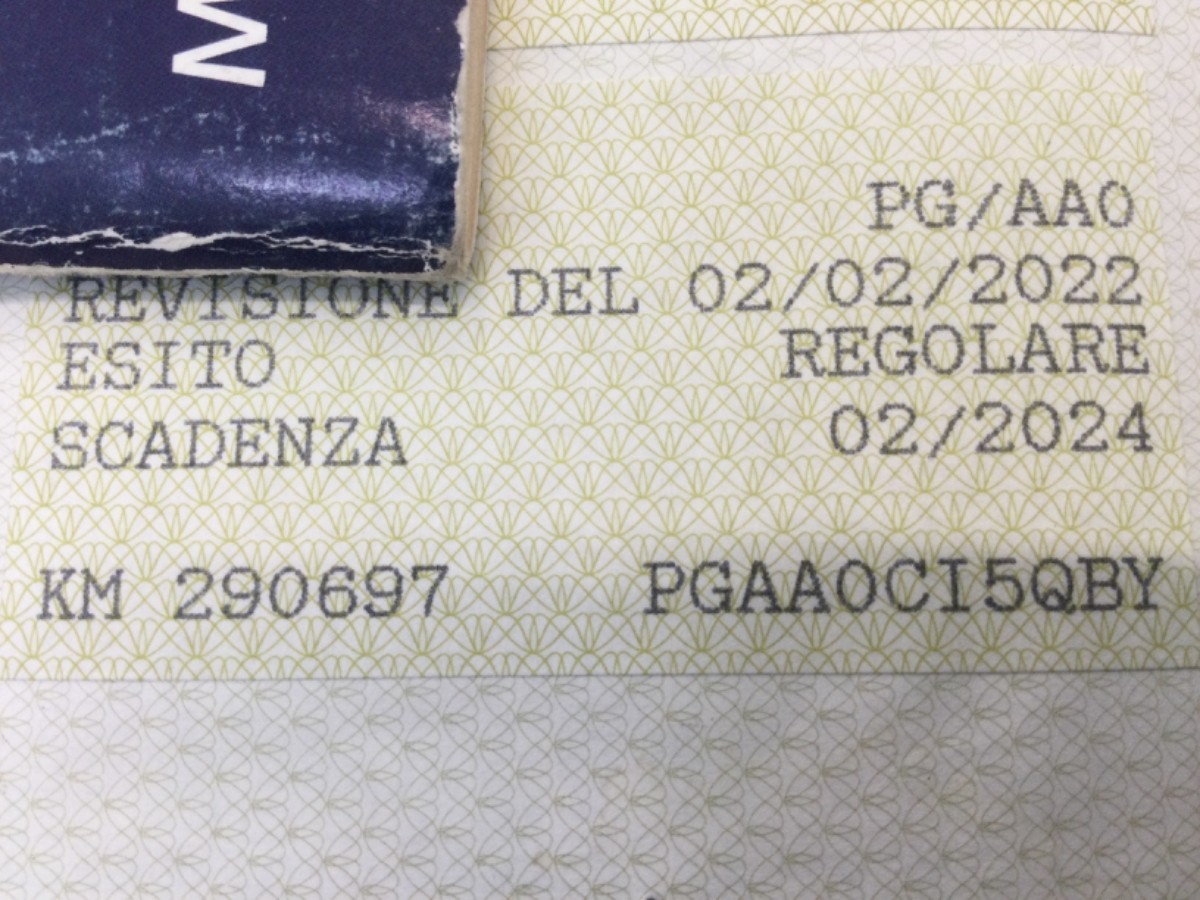 M
PG/AA0
REVISIONE DEL 02/02/2022
ESITO REGOLARE
SCADENZA 02/2024
KM 290697 PGAA0CI5QBY